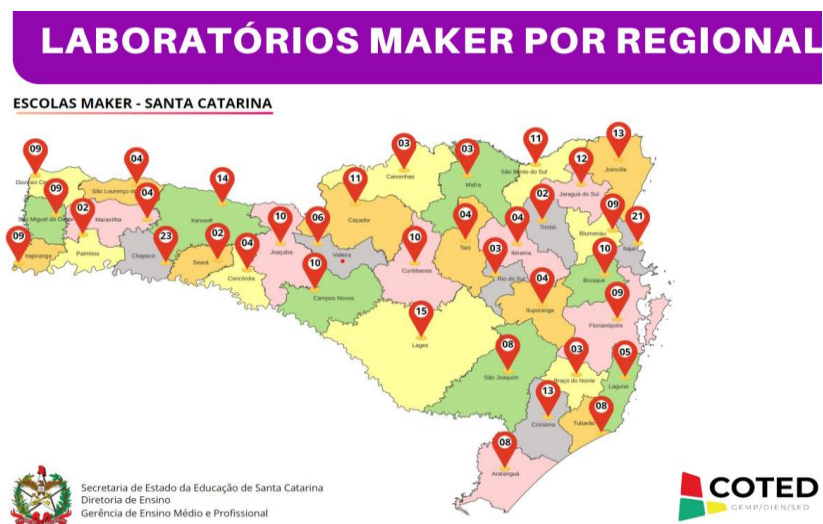 LABORATÓRIOS MAKER POR REGIONAL
ESCOLAS MAKER - SANTA CATARINA
09
Dionísio Ce
09
São Miguel do Oeste
09
Itapiranga
02
Palmitos
04
São Lourenço do
04
Maravilha
14
Xanxerê
23
Chapecó
02
Seara
04
Concórdia
10
Joaçaba
06
Videira
11
Caçador
10
Campos Novos
03
Canoinhas
10
Curitibanos
15
Lages
03
Mafra
04
Taió
11
São Bento do Sul
13
Joinville
12
Jaraguá do Sul
02
Timbó
04
Ibirama
03
Rio do Sul
04
Ituporanga
09
Blumenau
21
Itajaí
10
Brusque
09
Florianópolis
08
São Joaquim
03
Braço do Norte
05
Laguna
08
Tubarão
13
Criciúma
08
Araranguá
Secretaria de Estado da Educação de Santa Catarina
Diretoria de Ensino
Gerência de Ensino Médio e Profissional
COTED
GEMP/DIEN/SED